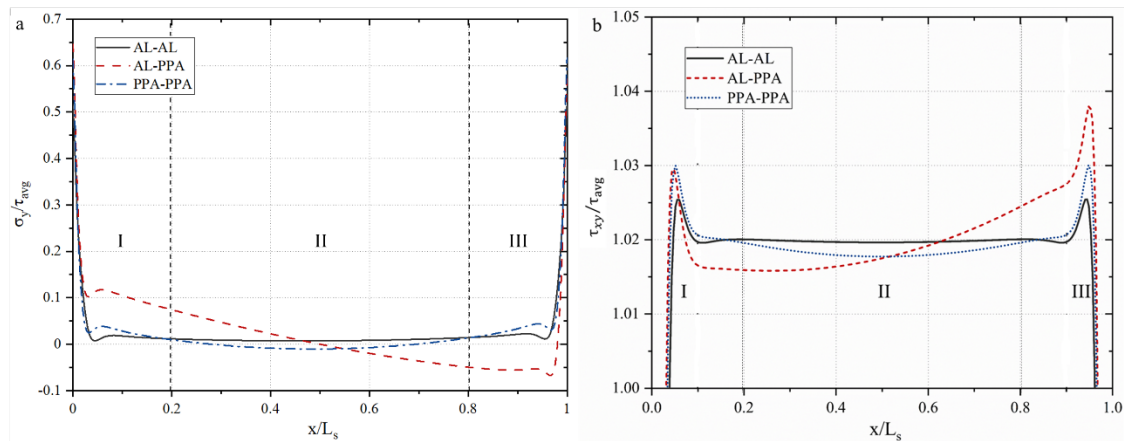 a
0.7
0.6
0.5
0.4
0.3
0.2
0.1
0
-0.1
σy/τavg
AL-AL
AL-PPA
PPA-PPA
I
II
III
0
0.2
0.4
0.6
0.8
1
x/Ls
b
1.05
1.04
1.03
1.02
1.01
1.00
τxy/τavg
AL-AL
AL-PPA
PPA-PPA
I
II
III
0.0
0.2
0.4
0.6
0.8
1.0
x/Ls